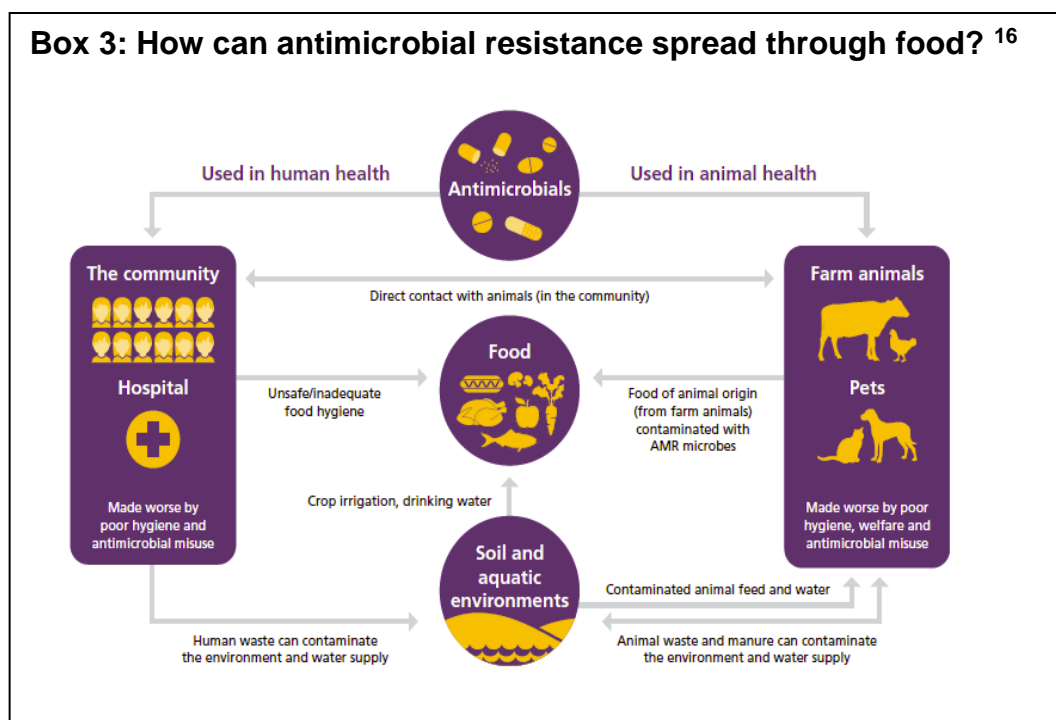 Box 3: How can antimicrobial resistance spread through food? 16
Used in human health
Antimicrobials
Used in animal health
The community
Hospital
Made worse by
poor hygiene and
antimicrobial misuse
Direct contact with animals (in the community)
Farm animals
Pets
Made worse by poor
hygiene, welfare and
antimicrobial misuse
Food
Unsafe/inadequate
food hygiene
Food of animal origin
(from farm animals)
contaminated with
AMR microbes
Crop irrigation, drinking water
Soil and
aquatic
environments
Contaminated animal feed and water
Human waste can contaminate
the environment and water supply
Animal waste and manure can contaminate
the environment and water supply